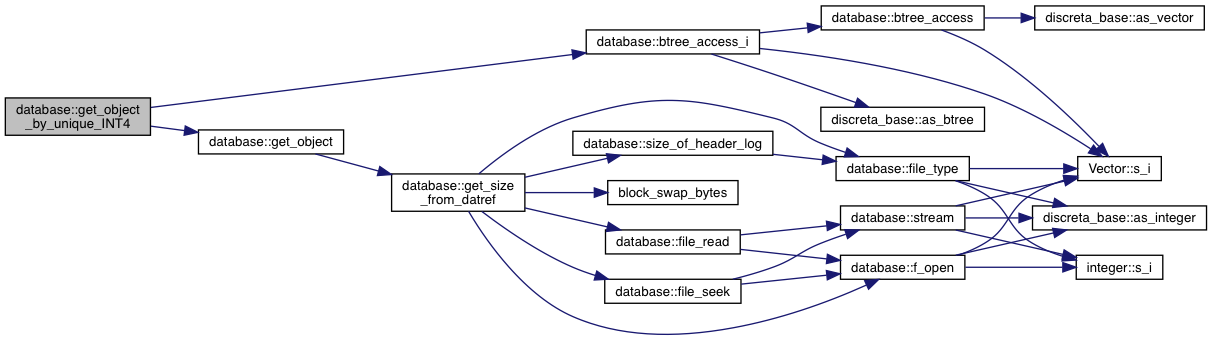 database::get_object
_by_unique_INT4
database::get_object
database::get_size
_from_datref
database::btree_access_i
database::size_of_header_log
block_swap_bytes
database::file_read
database::file_seek
database::btree_access
discreta_base::as_btree
database::file_type
database::stream
database::f_open
discreta_base::as_vector
Vector::s_i
discreta_base::as_integer
integer::s_i